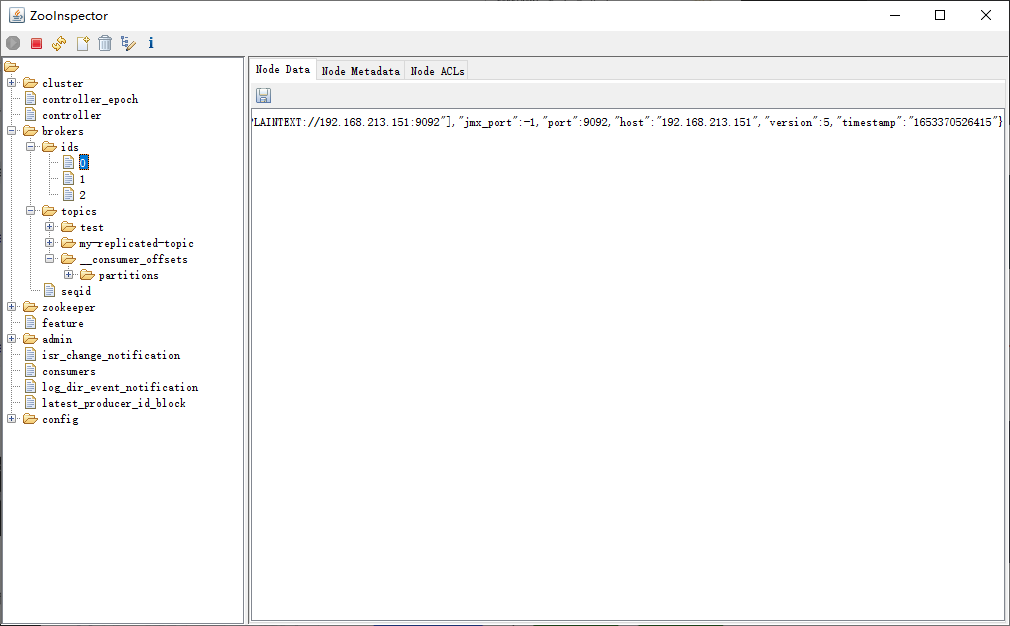 ZooInspector
Node Data
Node Metadata
Node ACLs
cluster
controller_epoch
controller
brokers
ids
0
1
2
topics
test
my-replicated-topic
__consumer_offsets
partitions
seqid
zookeeper
feature
admin
isr_change_notification
consumers
log_dir_event_notification
latest_producer_id_block
config
LAINTEXT://192.168.213.151:9092"],"jmx_port":-1,"port":9092,"host":"192.168.213.151","version":5,"timestamp":"1653370526415"}